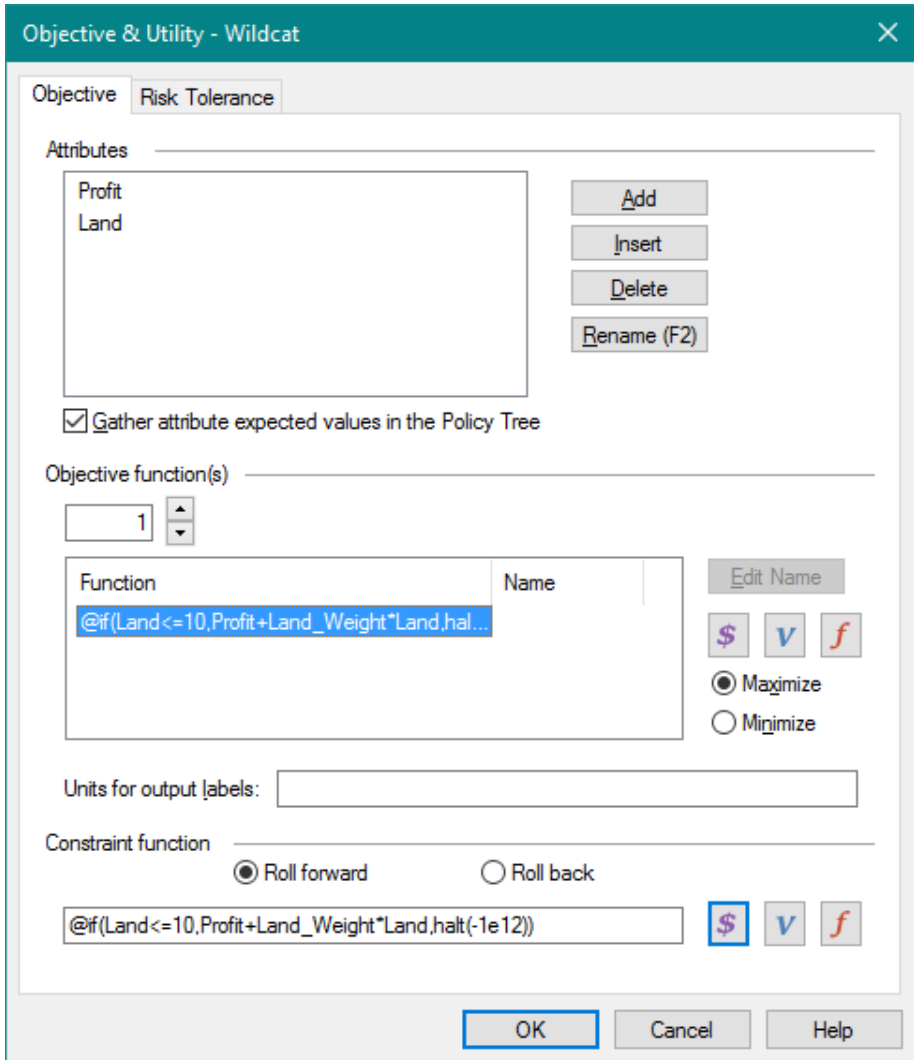 Objective & Utility - Wildcat
Objective Risk Tolerance
Attributes
Profit
Land
Add
Insert
Delete
Rename (F2)
Gather attribute expected values in the Policy Tree
Objective function(s)
1
Function Name
Edit Name
@if(Land<=10,Profit+Land_Weight*Land,hal...
$ v f
Maximize
Minimize
Units for output labels:
Constraint function
Roll forward Roll back
@if(Land<=10,Profit+Land_Weight*Land,halt(-1e12))
$ v f
OK Cancel Help